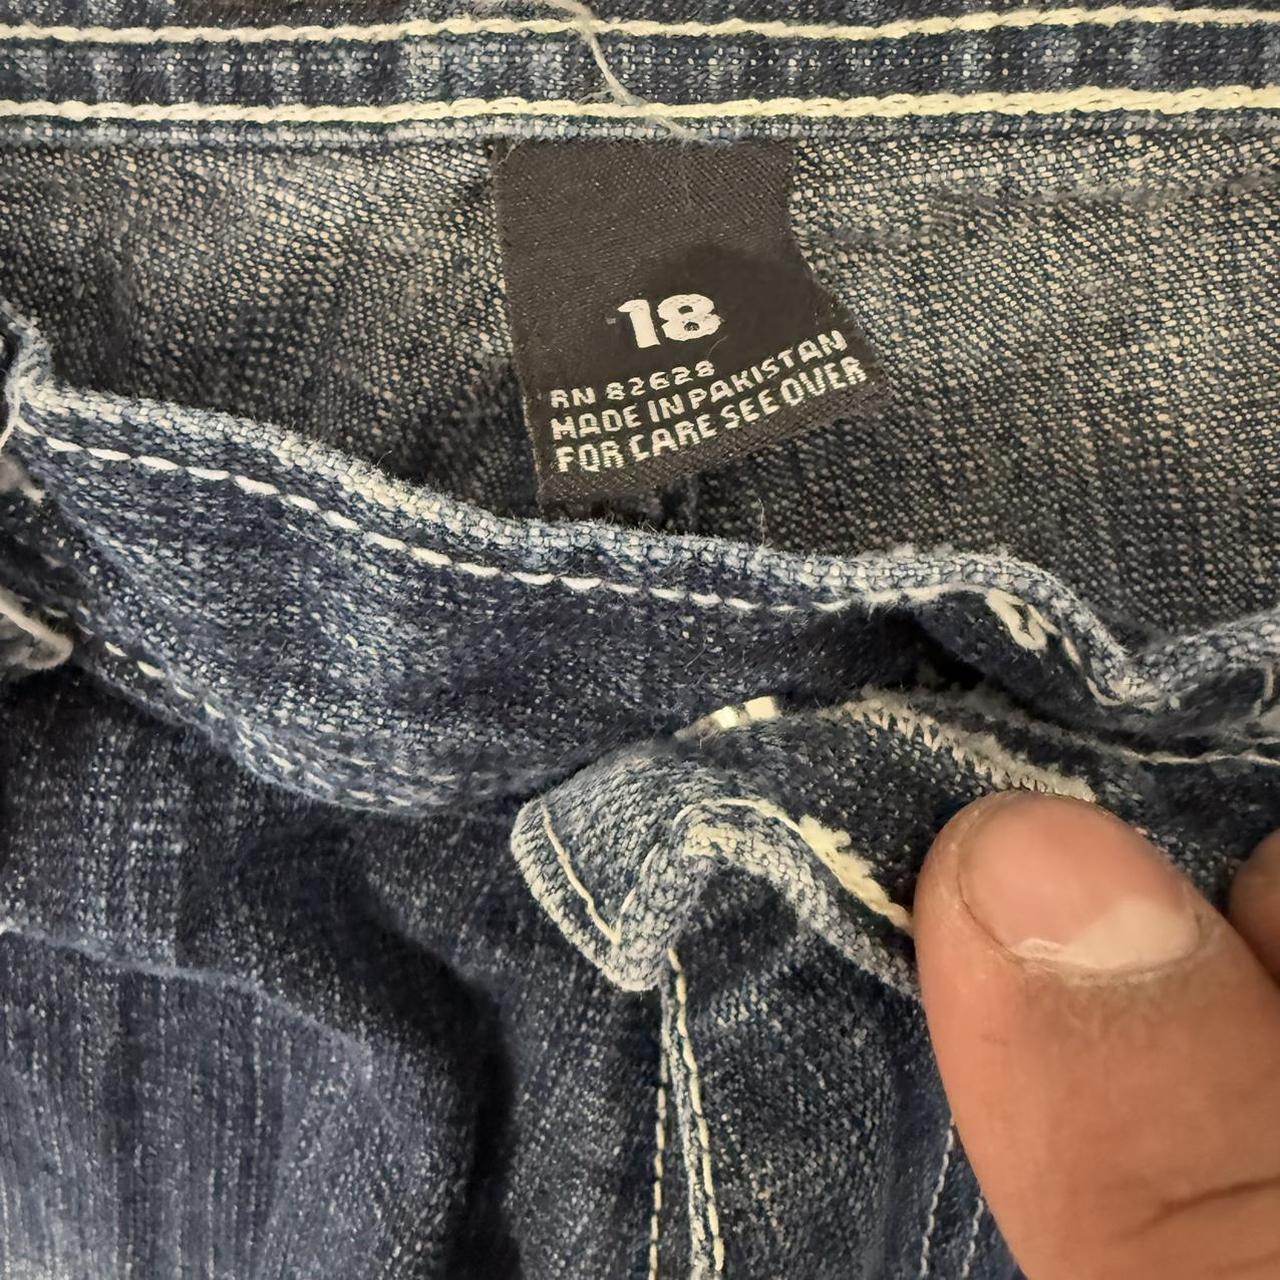 18
RN 82628
MADE IN PAKISTAN
FOR CARE SEE OVER